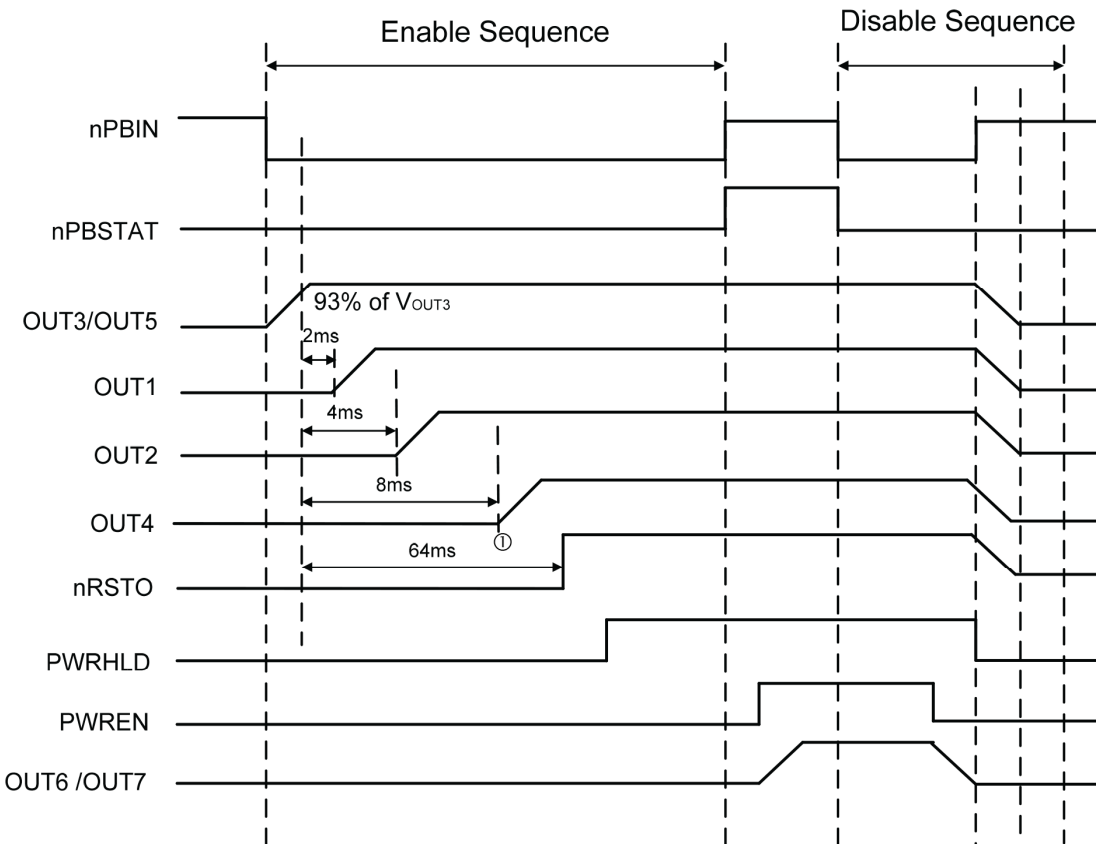 Enable Sequence
Disable Sequence
nPBIN
nPBSTAT
OUT3/OUT5
93% of VOUT3
2ms
OUT1
4ms
OUT2
8ms
OUT4
①
64ms
nRSTO
PWRHLD
PWREN
OUT6 /OUT7